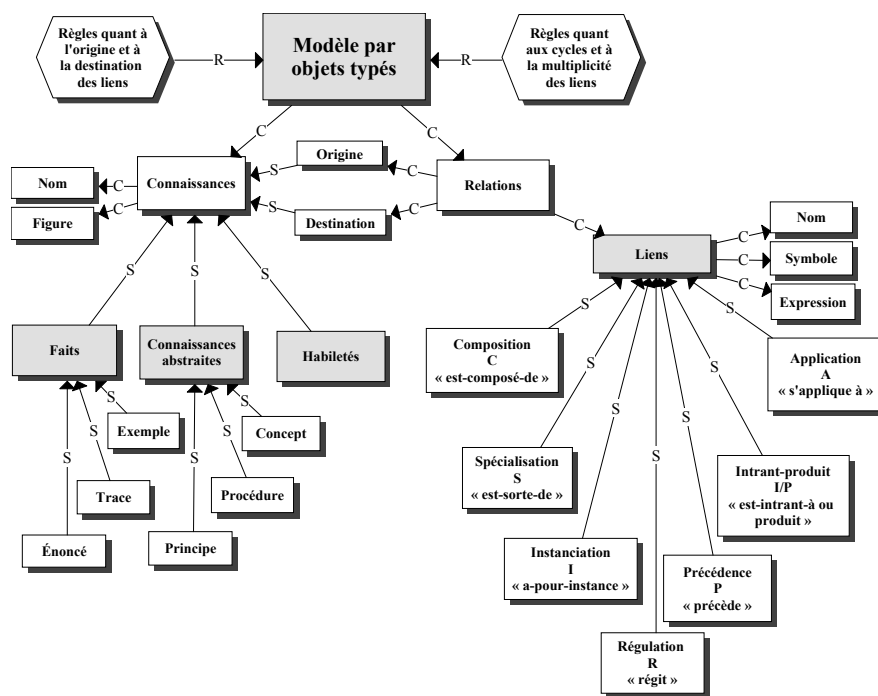 Règles quant à
l'origine et à
la destination
des liens
R
Modèle par
objets typés
R
Règles quant
aux cycles et à
la multiplicité
des liens
C
C
Nom
C
Connaissances
S
Origine
C
Relations
Figure
C
S
Destination
C
C
Liens
C
Nom
C
Symbole
C
Expression
S
S
S
Faits
Connaissances
abstraites
Habiletés
S
Exemple
S
Trace
S
Énoncé
S
Concept
S
Procédure
S
Principe
S
Composition
C
« est-composé-de »
S
Spécialisation
S
« est-sorte-de »
S
Instanciation
I
« a-pour-instance »
S
Régulation
R
« régit »
S
Précédence
P
« précède »
S
Intrant-produit
I/P
« est-intrant-à ou
produit »
S
Application
A
« s'applique à »